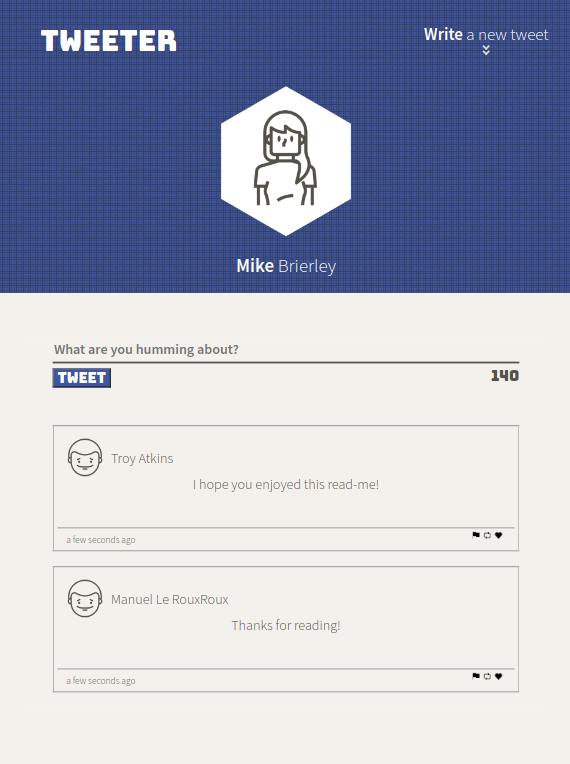 TWEETER
Write a new tweet
Mike Brierley
What are you humming about?
TWEET
140
Troy Atkins
I hope you enjoyed this read-me!
a few seconds ago
Manuel Le RouxRoux
Thanks for reading!
a few seconds ago